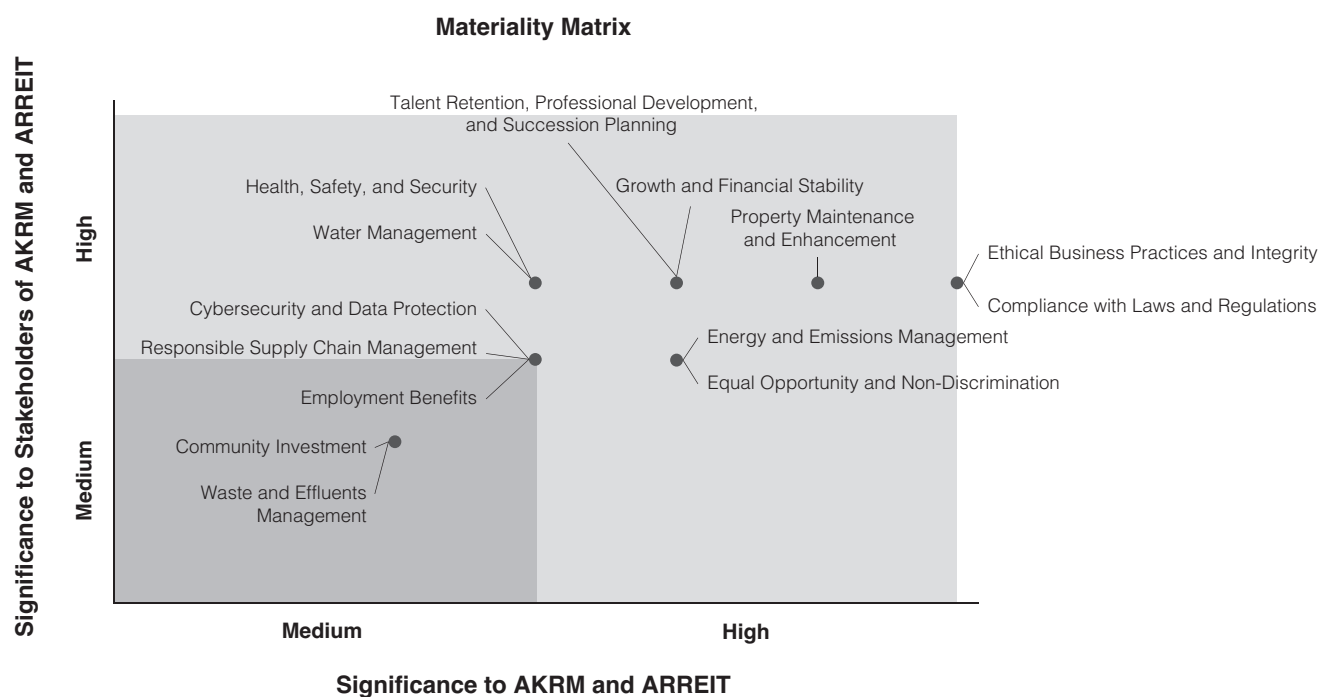 Materiality Matrix
Significance to Stakeholders of AKRM and ARREIT
High
Medium
Talent Retention, Professional Development,
and Succession Planning
Health, Safety, and Security
Growth and Financial Stability
Water Management
Property Maintenance
and Enhancement
Ethical Business Practices and Integrity
Compliance with Laws and Regulations
Cybersecurity and Data Protection
Energy and Emissions Management
Responsible Supply Chain Management
Equal Opportunity and Non-Discrimination
Employment Benefits
Community Investment
Waste and Effluents
Management
Medium
High
Significance to AKRM and ARREIT